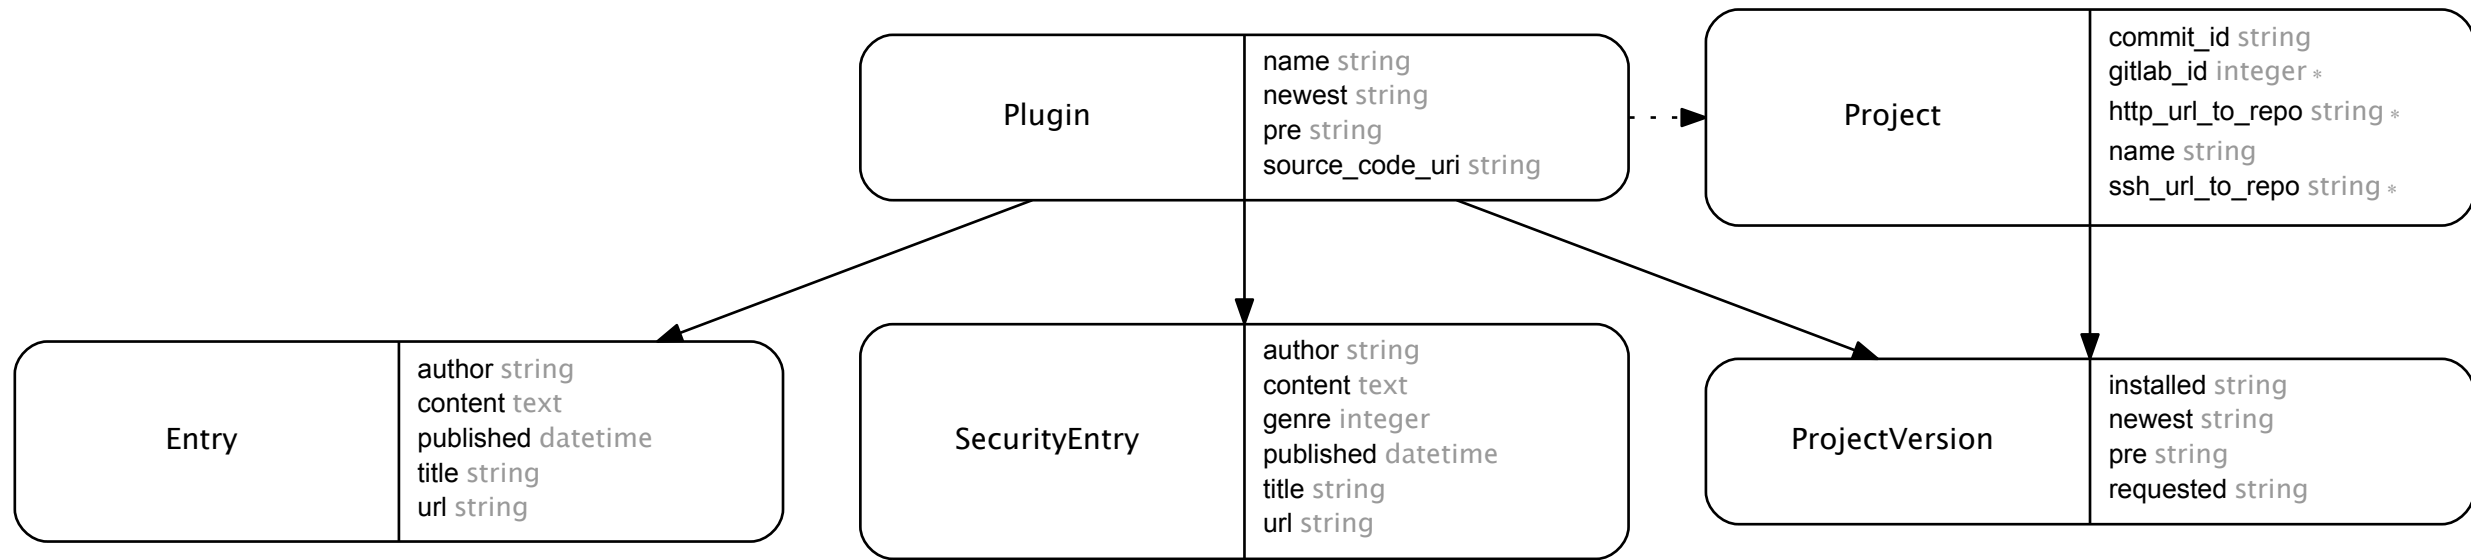 Plugin
name string
newest string
pre string
source_code_uri string
Project
commit_id string
gitlab_id integer *
http_url_to_repo string *
name string
ssh_url_to_repo string *
Entry
author string
content text
published datetime
title string
url string
SecurityEntry
author string
content text
genre integer
published datetime
title string
url string
ProjectVersion
installed string
newest string
pre string
requested string